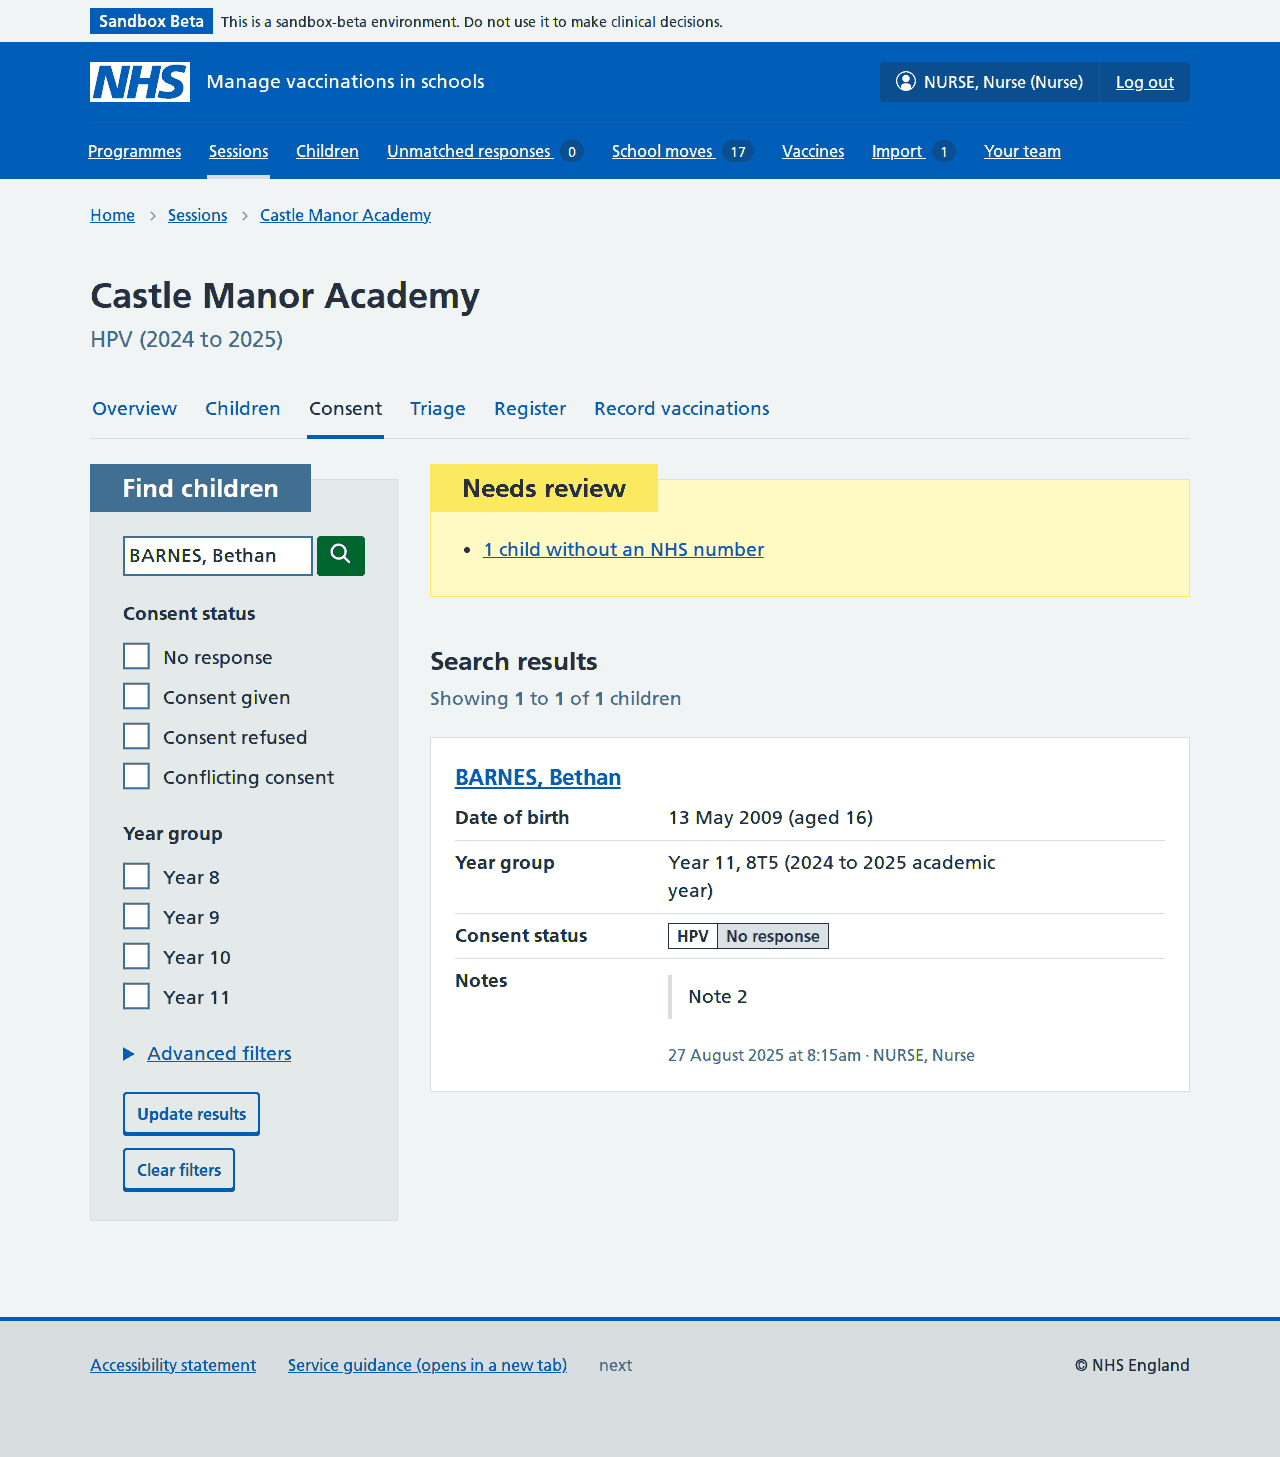 Sandbox Beta This is a sandbox-beta environment. Do not use it to make clinical decisions.
NHS Manage vaccinations in schools NURSE, Nurse (Nurse) Log out
Programmes Sessions Children Unmatched responses 0 School moves 17 Vaccines Import 1 Your team
Home Sessions Castle Manor Academy
Castle Manor Academy
HPV (2024 to 2025)
Overview Children Consent Triage Register Record vaccinations
Find children
BARNES, Bethan
Consent status
No response
Consent given
Consent refused
Conflicting consent
Year group
Year 8
Year 9
Year 10
Year 11
Advanced filters
Update results
Clear filters
Needs review
1 child without an NHS number
Search results
Showing 1 to 1 of 1 children
BARNES, Bethan
Date of birth 13 May 2009 (aged 16)
Year group Year 11, 8T5 (2024 to 2025 academic
year)
Consent status HPV No response
Notes Note 2
27 August 2025 at 8:15am · NURSE, Nurse
Accessibility statement Service guidance (opens in a new tab) next © NHS England